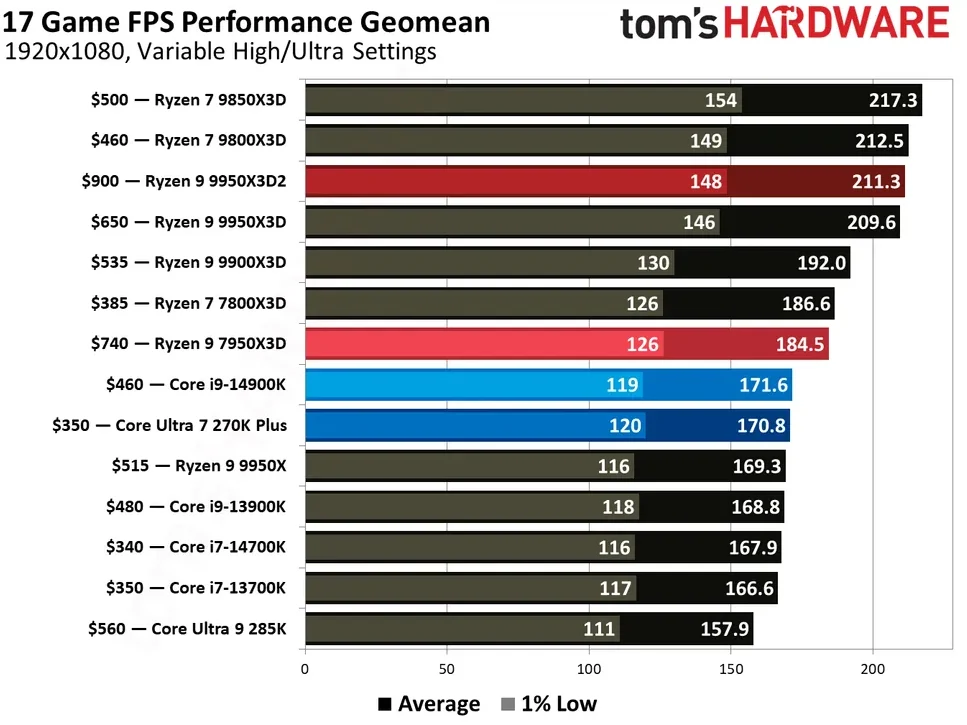 17 Game FPS Performance Geomean
1920x1080, Variable High/Ultra Settings
tom's HARDWARE
$500 — Ryzen 7 9850X3D 154 217.3
$460 — Ryzen 7 9800X3D 149 212.5
$900 — Ryzen 9 9950X3D2 148 211.3
$650 — Ryzen 9 9950X3D 146 209.6
$535 — Ryzen 9 9900X3D 130 192.0
$385 — Ryzen 7 7800X3D 126 186.6
$740 — Ryzen 9 7950X3D 126 184.5
$460 — Core i9-14900K 119 171.6
$350 — Core Ultra 7 270K Plus 120 170.8
$515 — Ryzen 9 9950X 116 169.3
$480 — Core i9-13900K 118 168.8
$340 — Core i7-14700K 116 167.9
$350 — Core i7-13700K 117 166.6
$560 — Core Ultra 9 285K 111 157.9
0 50 100 150 200
Average 1% Low